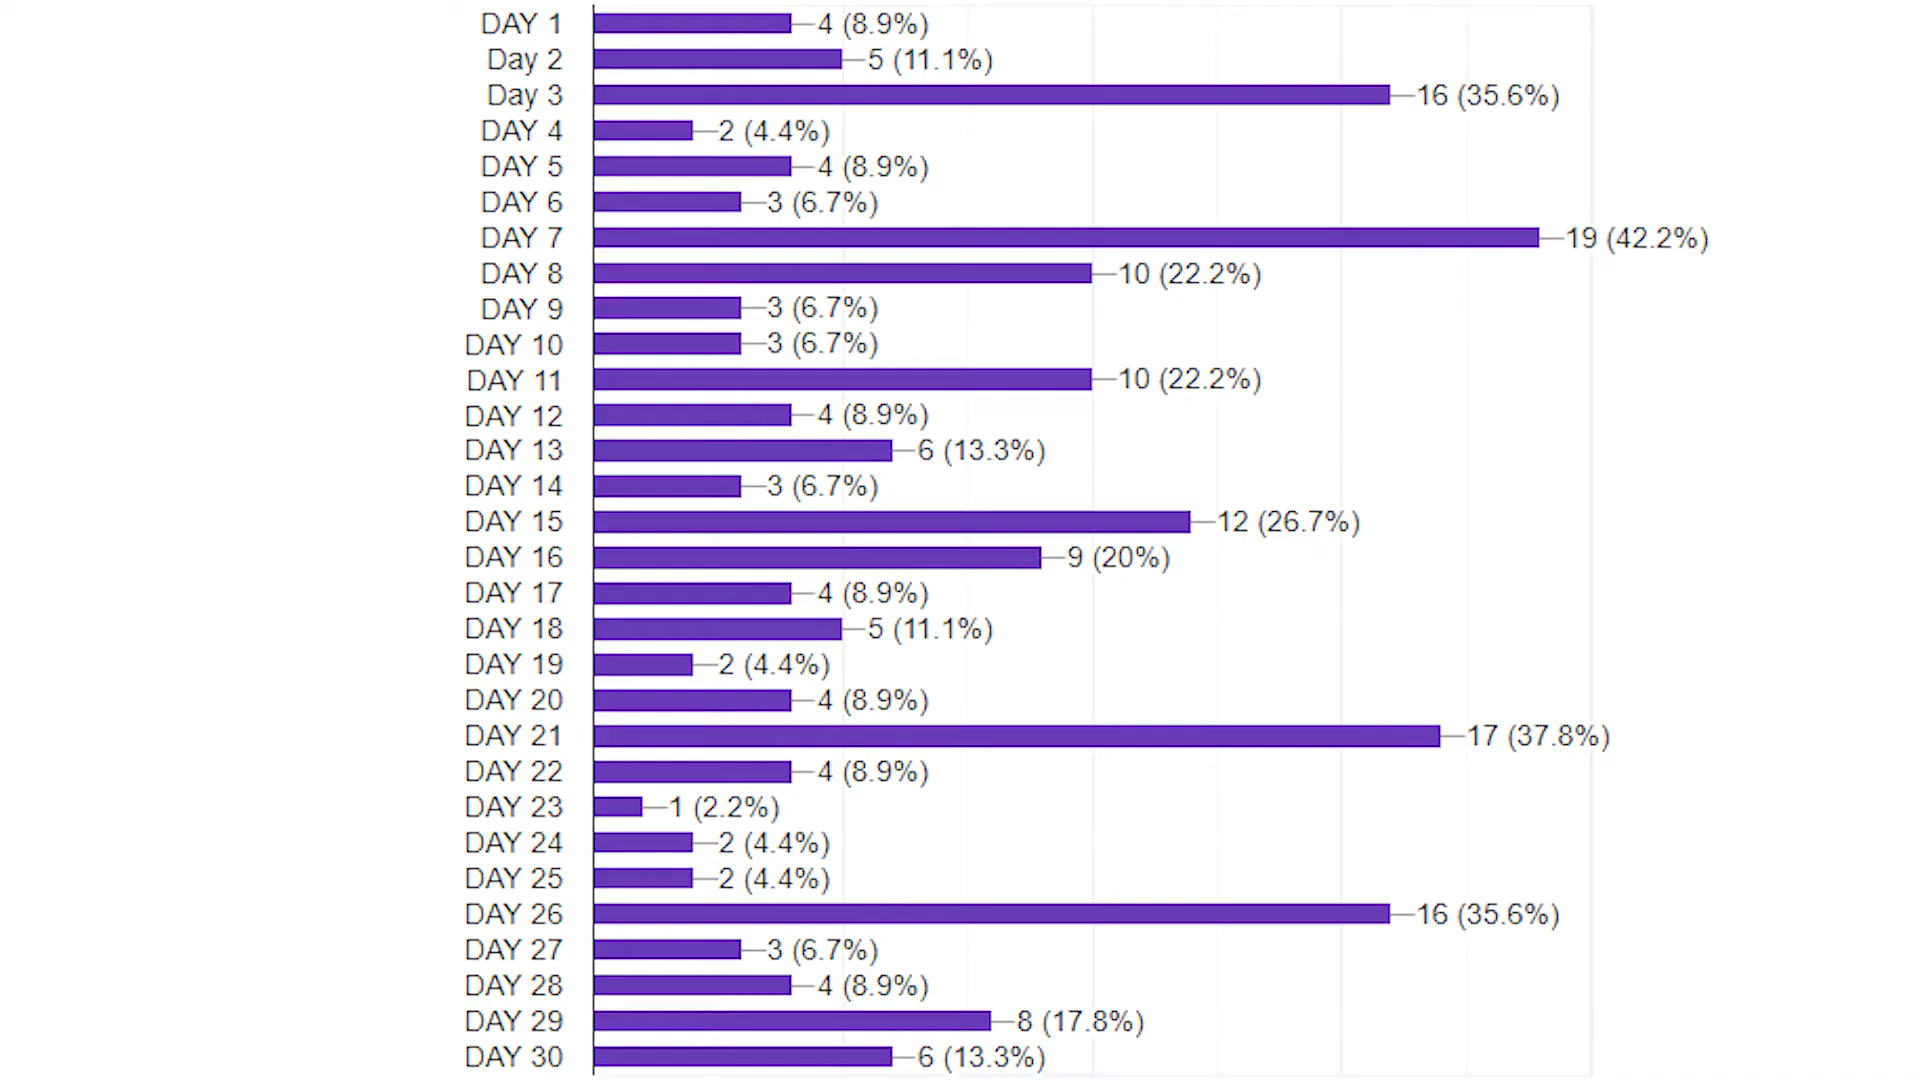 DAY 1 4 (8.9%)
Day 2 5 (11.1%)
Day 3 16 (35.6%)
DAY 4 2 (4.4%)
DAY 5 4 (8.9%)
DAY 6 3 (6.7%)
DAY 7 19 (42.2%)
DAY 8 10 (22.2%)
DAY 9 3 (6.7%)
DAY 10 3 (6.7%)
DAY 11 10 (22.2%)
DAY 12 4 (8.9%)
DAY 13 6 (13.3%)
DAY 14 3 (6.7%)
DAY 15 12 (26.7%)
DAY 16 9 (20%)
DAY 17 4 (8.9%)
DAY 18 5 (11.1%)
DAY 19 2 (4.4%)
DAY 20 4 (8.9%)
DAY 21 17 (37.8%)
DAY 22 4 (8.9%)
DAY 23 1 (2.2%)
DAY 24 2 (4.4%)
DAY 25 2 (4.4%)
DAY 26 16 (35.6%)
DAY 27 3 (6.7%)
DAY 28 4 (8.9%)
DAY 29 8 (17.8%)
DAY 30 6 (13.3%)